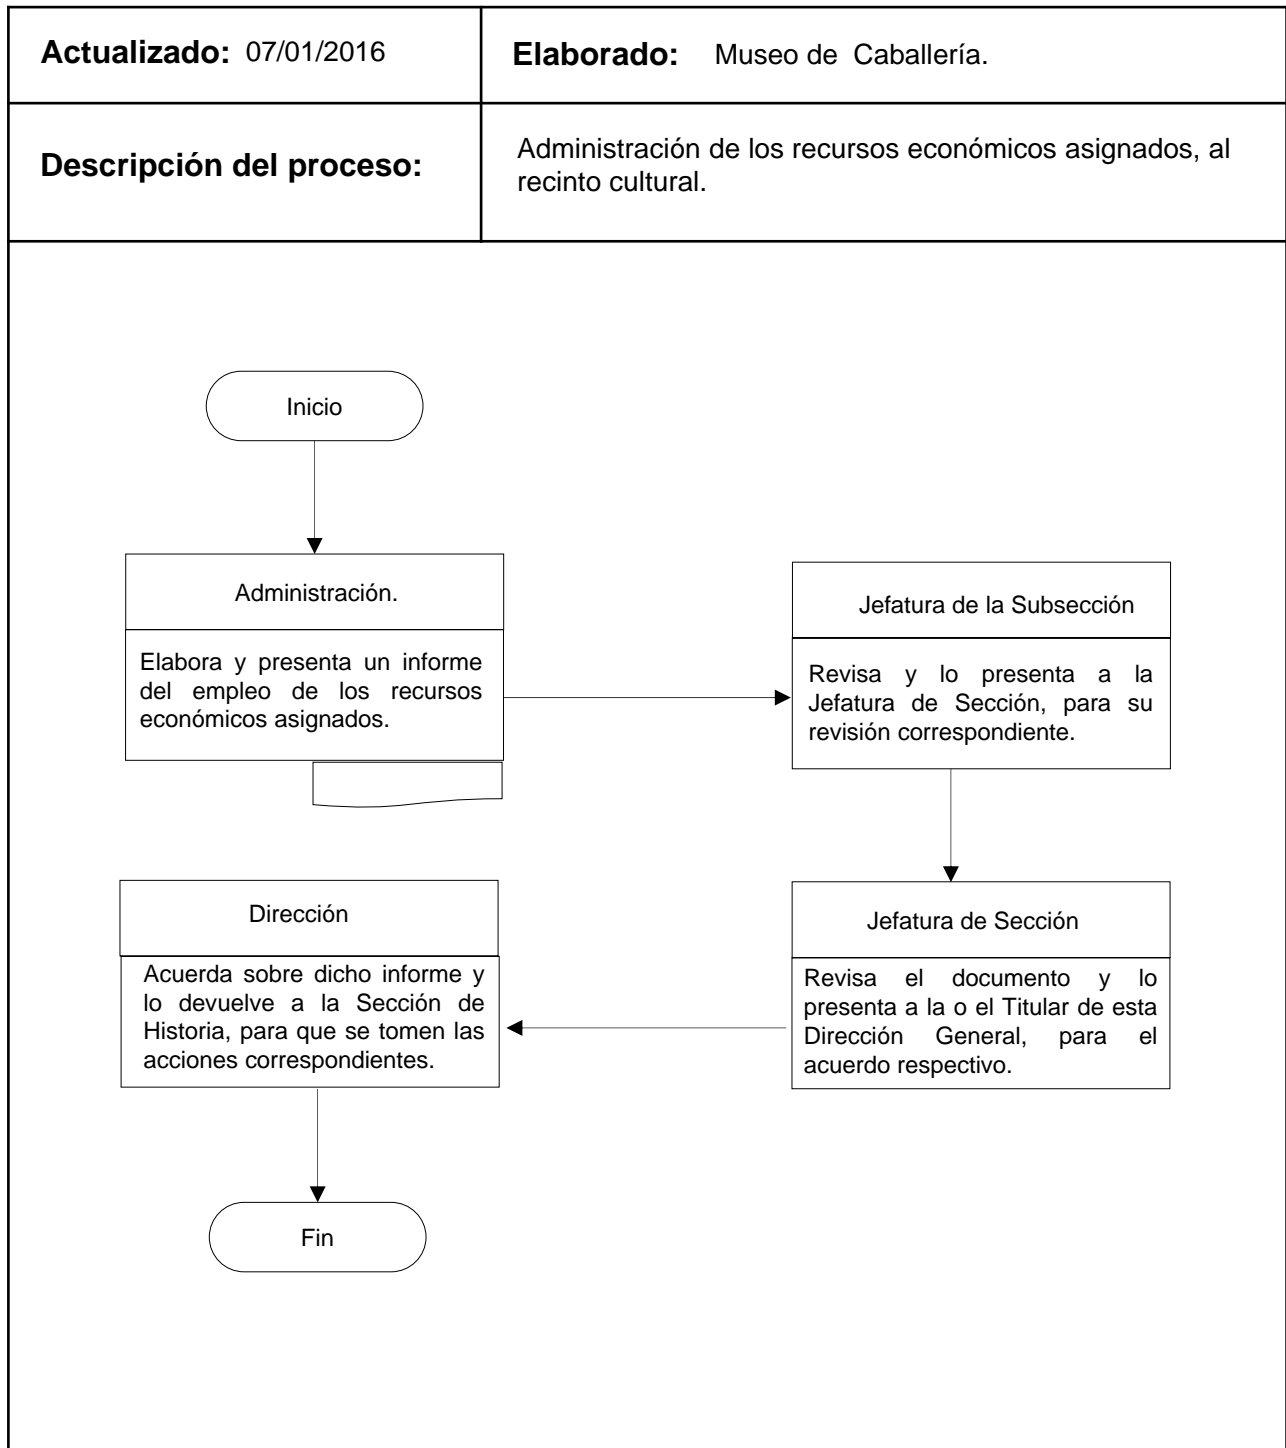 Actualizado: 07/01/2016
Elaborado: Museo de Caballería.
Descripción del proceso:
Administración de los recursos económicos asignados, al
recinto cultural.
Inicio
Administración.
Elabora y presenta un informe
del empleo de los recursos
económicos asignados.
Jefatura de la Subsección
Revisa y lo presenta a la
Jefatura de Sección, para su
revisión correspondiente.
Jefatura de Sección
Revisa el documento y lo
presenta a la o el Titular de esta
Dirección General, para el
acuerdo respectivo.
Dirección
Acuerda sobre dicho informe y
lo devuelve a la Sección de
Historia, para que se tomen las
acciones correspondientes.
Fin